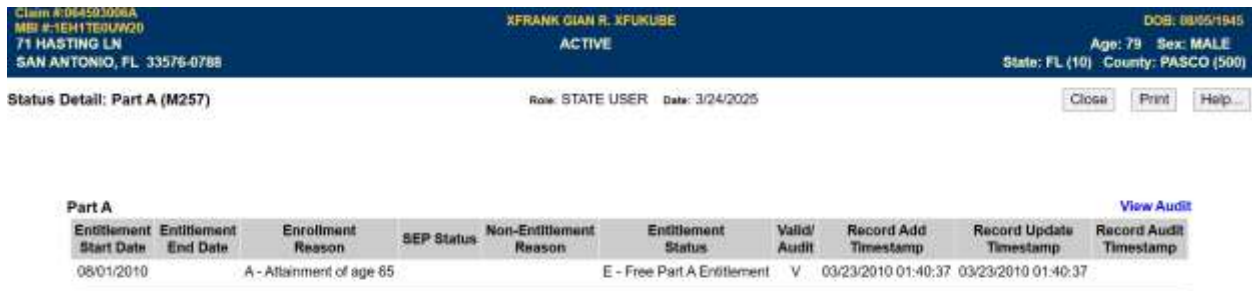 Claim #:064593006A XFRANK GIAN R. XFUKUBE DOB: 08/05/1945
MBI #:1EH1TE0UW20
71 HASTING LN ACTIVE Age: 79 Sex: MALE
SAN ANTONIO, FL 33576-0788 State: FL (10) County: PASCO (500)
Status Detail: Part A (M257) Role: STATE USER Date: 3/24/2025 Close Print Help...
Part A View Audit
Entitlement Entitlement Enrollment SEP Status Non-Entitlement Entitlement Valid/ Record Add Record Update Record Audit
Start Date End Date Reason Reason Status Audit Timestamp Timestamp Timestamp
08/01/2010 A - Attainment of age 65 E - Free Part A Entitlement V 03/23/2010 01:40:37 03/23/2010 01:40:37